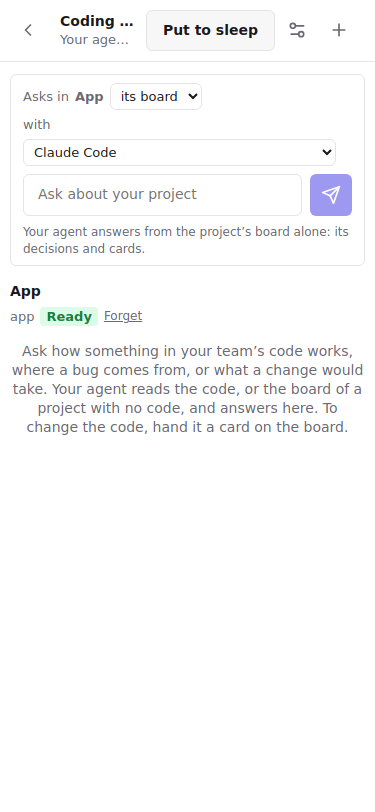 Coding …
Your age…
Put to sleep
Asks in App its board
with
Claude Code
Ask about your project
Your agent answers from the project’s board alone: its
decisions and cards.
App
app Ready Forget
Ask how something in your team’s code works,
where a bug comes from, or what a change would
take. Your agent reads the code, or the board of a
project with no code, and answers here. To
change the code, hand it a card on the board.